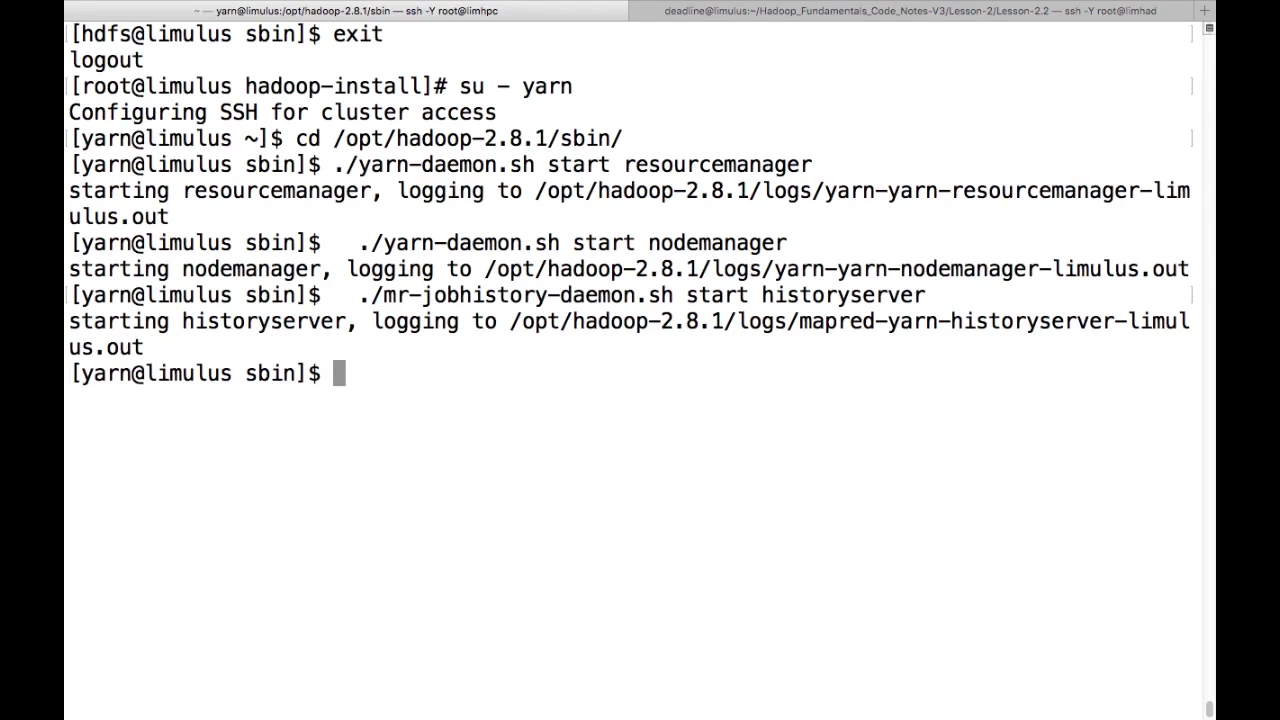 ~ — yarn@limulus:/opt/hadoop-2.8.1/sbin — ssh -Y root@limhpc
deadline@limulus:~/Hadoop_Fundamentals_Code_Notes-V3/Lesson-2/Lesson-2.2 — ssh -Y root@limhad
[hdfs@limulus sbin]$ exit
logout
[root@limulus hadoop-install]# su - yarn
Configuring SSH for cluster access
[yarn@limulus ~]$ cd /opt/hadoop-2.8.1/sbin/
[yarn@limulus sbin]$ ./yarn-daemon.sh start resourcemanager
starting resourcemanager, logging to /opt/hadoop-2.8.1/logs/yarn-yarn-resourcemanager-lim
ulus.out
[yarn@limulus sbin]$   ./yarn-daemon.sh start nodemanager
starting nodemanager, logging to /opt/hadoop-2.8.1/logs/yarn-yarn-nodemanager-limulus.out
[yarn@limulus sbin]$   ./mr-jobhistory-daemon.sh start historyserver
starting historyserver, logging to /opt/hadoop-2.8.1/logs/mapred-yarn-historyserver-limul
us.out
[yarn@limulus sbin]$